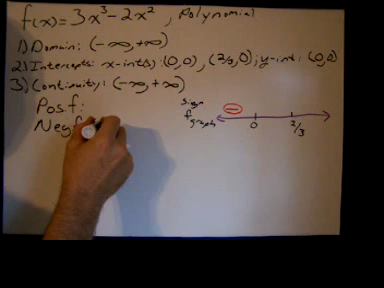 f(x)=3x³-2x², Polynomial
1) Domain: (-∞,+∞)
2) Intercepts: x-int(s): (0,0), (2/3,0); y-int: (0,0)
3) Continuity: (-∞,+∞)
Pos f:
Neg f
sign
f
graph
−
0 2/3